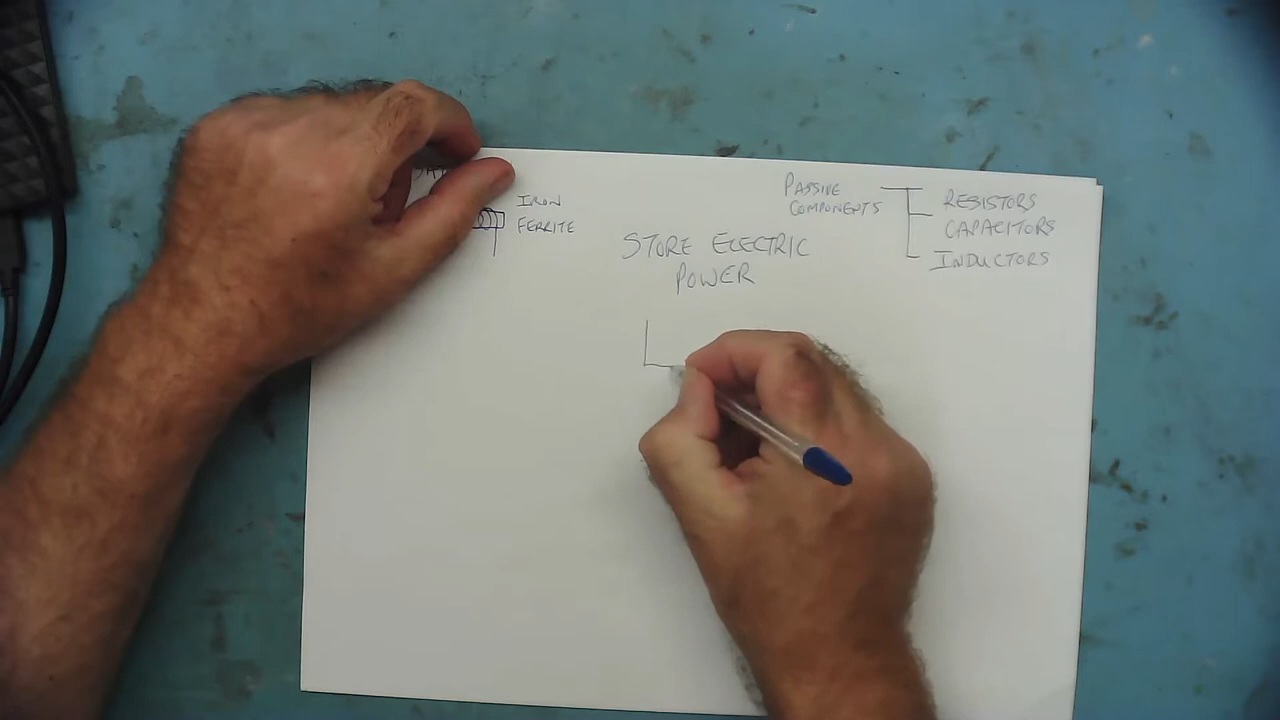 IRON
FERRITE
STORE ELECTRIC
POWER
PASSIVE
COMPONENTS
RESISTORS
CAPACITORS
INDUCTORS